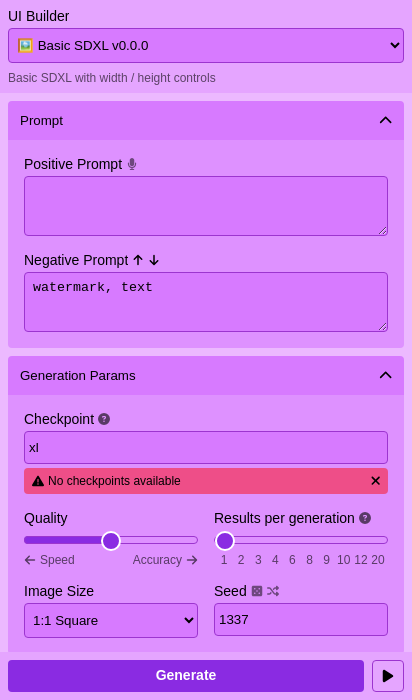 UI Builder
🖼️ Basic SDXL v0.0.0
Basic SDXL with width / height controls
Prompt
Positive Prompt
Negative Prompt ↑ ↓
watermark, text
Generation Params
Checkpoint ?
xl
No checkpoints available ×
Quality
← Speed Accuracy →
Results per generation ?
1 2 3 4 6 8 9 10 12 20
Image Size
1:1 Square
Seed
1337
Generate